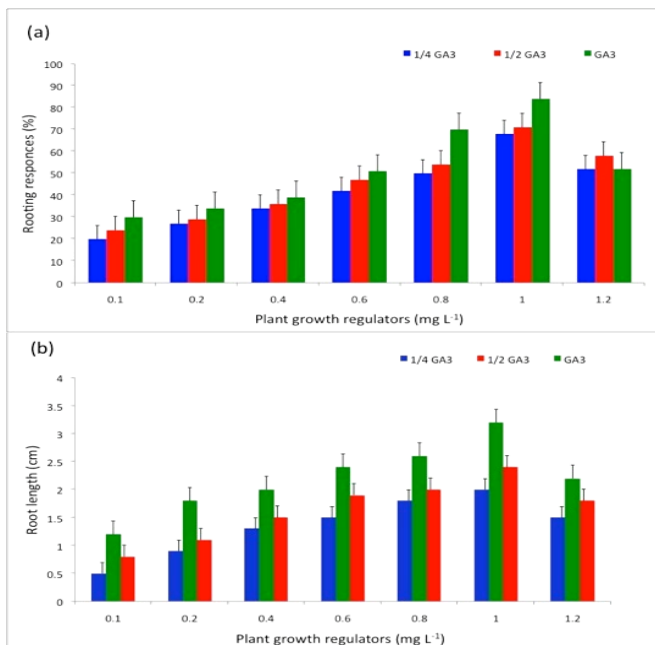 (a)
1/4 GA3 1/2 GA3 GA3
Rooting responces (%)
100
90
80
70
60
50
40
30
20
10
0
0.1 0.2 0.4 0.6 0.8 1 1.2
Plant growth regulators (mg L⁻¹)
(b)
1/4 GA3 1/2 GA3 GA3
Root length (cm)
4
3.5
3
2.5
2
1.5
1
0.5
0
0.1 0.2 0.4 0.6 0.8 1 1.2
Plant growth regulators (mg L⁻¹)